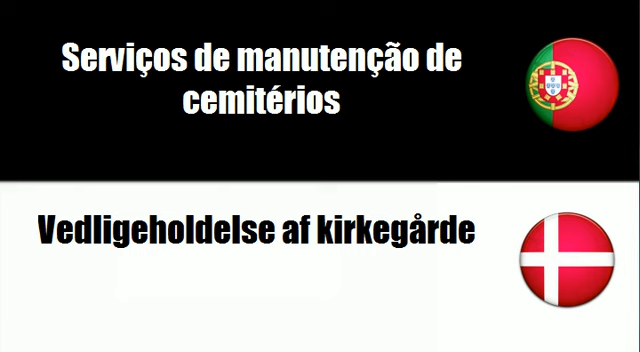 Serviços de manutenção de
cemitérios
Vedligeholdelse af kirkegårde